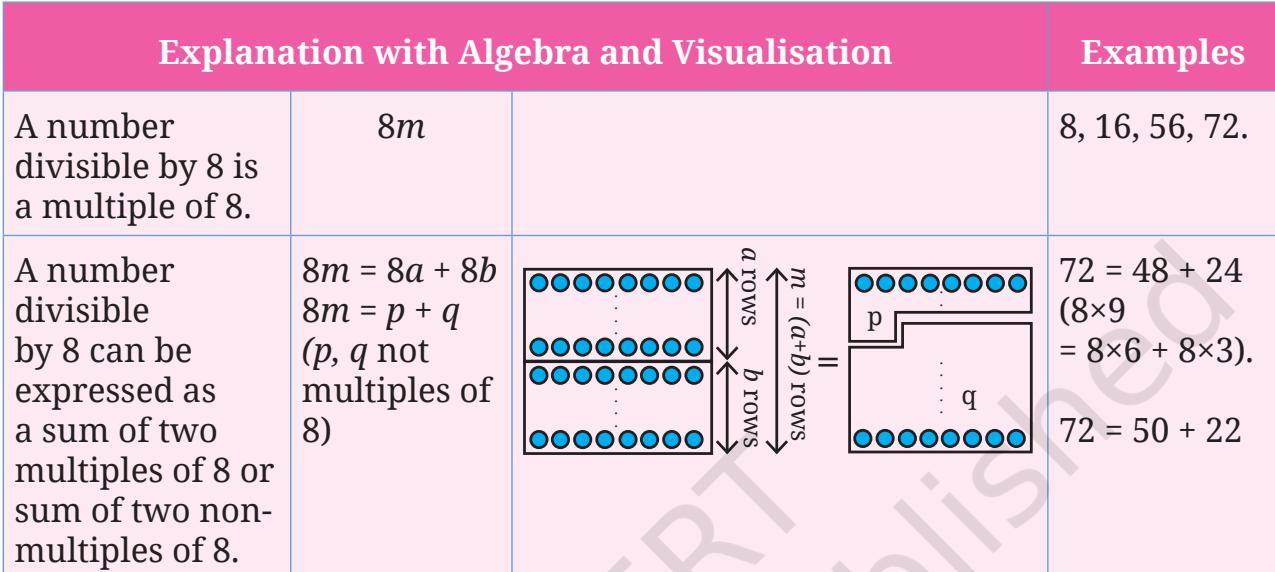 Explanation with Algebra and Visualisation
Examples
A number
divisible by 8 is
a multiple of 8.
8m
8, 16, 56, 72.
A number
divisible
by 8 can be
expressed as
a sum of two
multiples of 8 or
sum of two non-
multiples of 8.
8m = 8a + 8b
8m = p + q
(p, q not
multiples of
8)
a rows
b rows
m = (a+b) rows
=
p
q
72 = 48 + 24
(8×9
= 8×6 + 8×3).
72 = 50 + 22